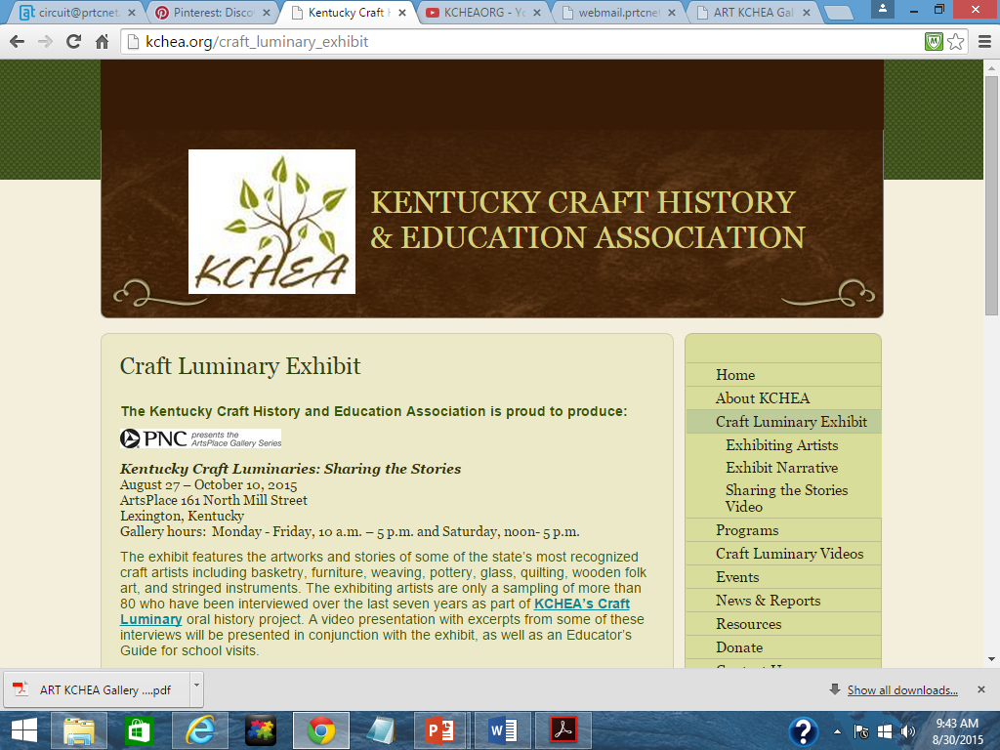 circuit@prtcnet
Pinterest: Disco
Kentucky Craft H
KCHEAORG - Yo
webmail.prtcnet
ART KCHEA Gal
kchea.org/craft_luminary_exhibit
KCHEA
KENTUCKY CRAFT HISTORY
& EDUCATION ASSOCIATION
Craft Luminary Exhibit
The Kentucky Craft History and Education Association is proud to produce:
PNC presents the
ArtsPlace Gallery Series
Kentucky Craft Luminaries: Sharing the Stories
August 27 – October 10, 2015
ArtsPlace 161 North Mill Street
Lexington, Kentucky
Gallery hours:  Monday - Friday, 10 a.m. – 5 p.m. and Saturday, noon- 5 p.m.
The exhibit features the artworks and stories of some of the state's most recognized
craft artists including basketry, furniture, weaving, pottery, glass, quilting, wooden folk
art, and stringed instruments. The exhibiting artists are only a sampling of more than
80 who have been interviewed over the last seven years as part of KCHEA's Craft
Luminary oral history project. A video presentation with excerpts from some of these
interviews will be presented in conjunction with the exhibit, as well as an Educator's
Guide for school visits.
Home
About KCHEA
Craft Luminary Exhibit
Exhibiting Artists
Exhibit Narrative
Sharing the Stories
Video
Programs
Craft Luminary Videos
Events
News & Reports
Resources
Donate
ART KCHEA Gallery ....pdf
Show all downloads...
9:43 AM
8/30/2015